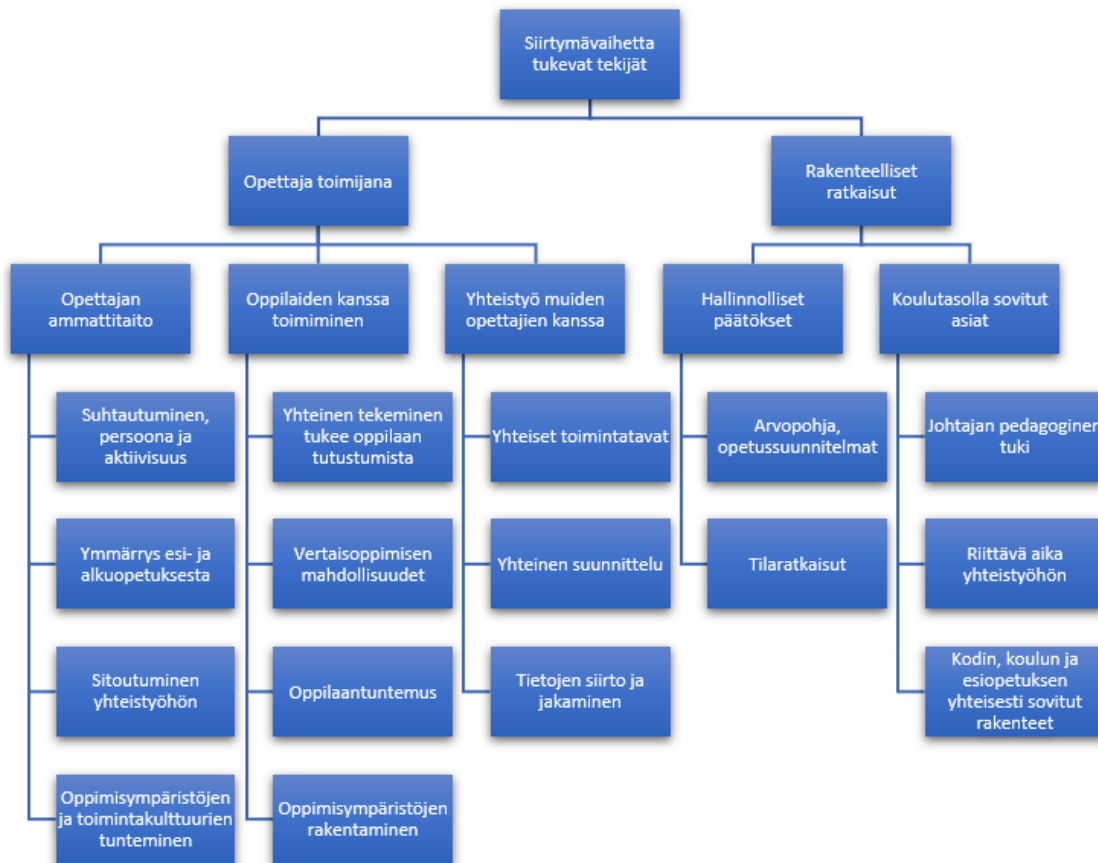 Siirtymävaihetta
tukevat tekijät
Opettaja toimijana
Rakenteelliset
ratkaisut
Opettajan
ammattitaito
Oppilaiden kanssa
toimiminen
Yhteistyö muiden
opettajien kanssa
Hallinnolliset
päätökset
Koulutasolla sovitut
asiat
Suhtautuminen,
persoona ja
aktiivisuus
Yhteinen tekeminen
tukee oppilaan
tutustumista
Yhteiset toimintatavat
Arvopohja,
opetussuunnitelmat
Johtajan pedagoginen
tuki
Ymmärrys esi- ja
alkuopetuksesta
Vertaisoppimisen
mahdollisuudet
Yhteinen suunnittelu
Tilaratkaisut
Riittävä aika
yhteistyöhön
Sitoutuminen
yhteistyöhön
Oppilaantuntemus
Tietojen siirto ja
jakaminen
Kodin, koulun ja
esiopetuksen
yhteisesti sovitut
rakenteet
Oppimisympäristöjen
ja toimintakulttuurien
tunteminen
Oppimisympäristöjen
rakentaminen